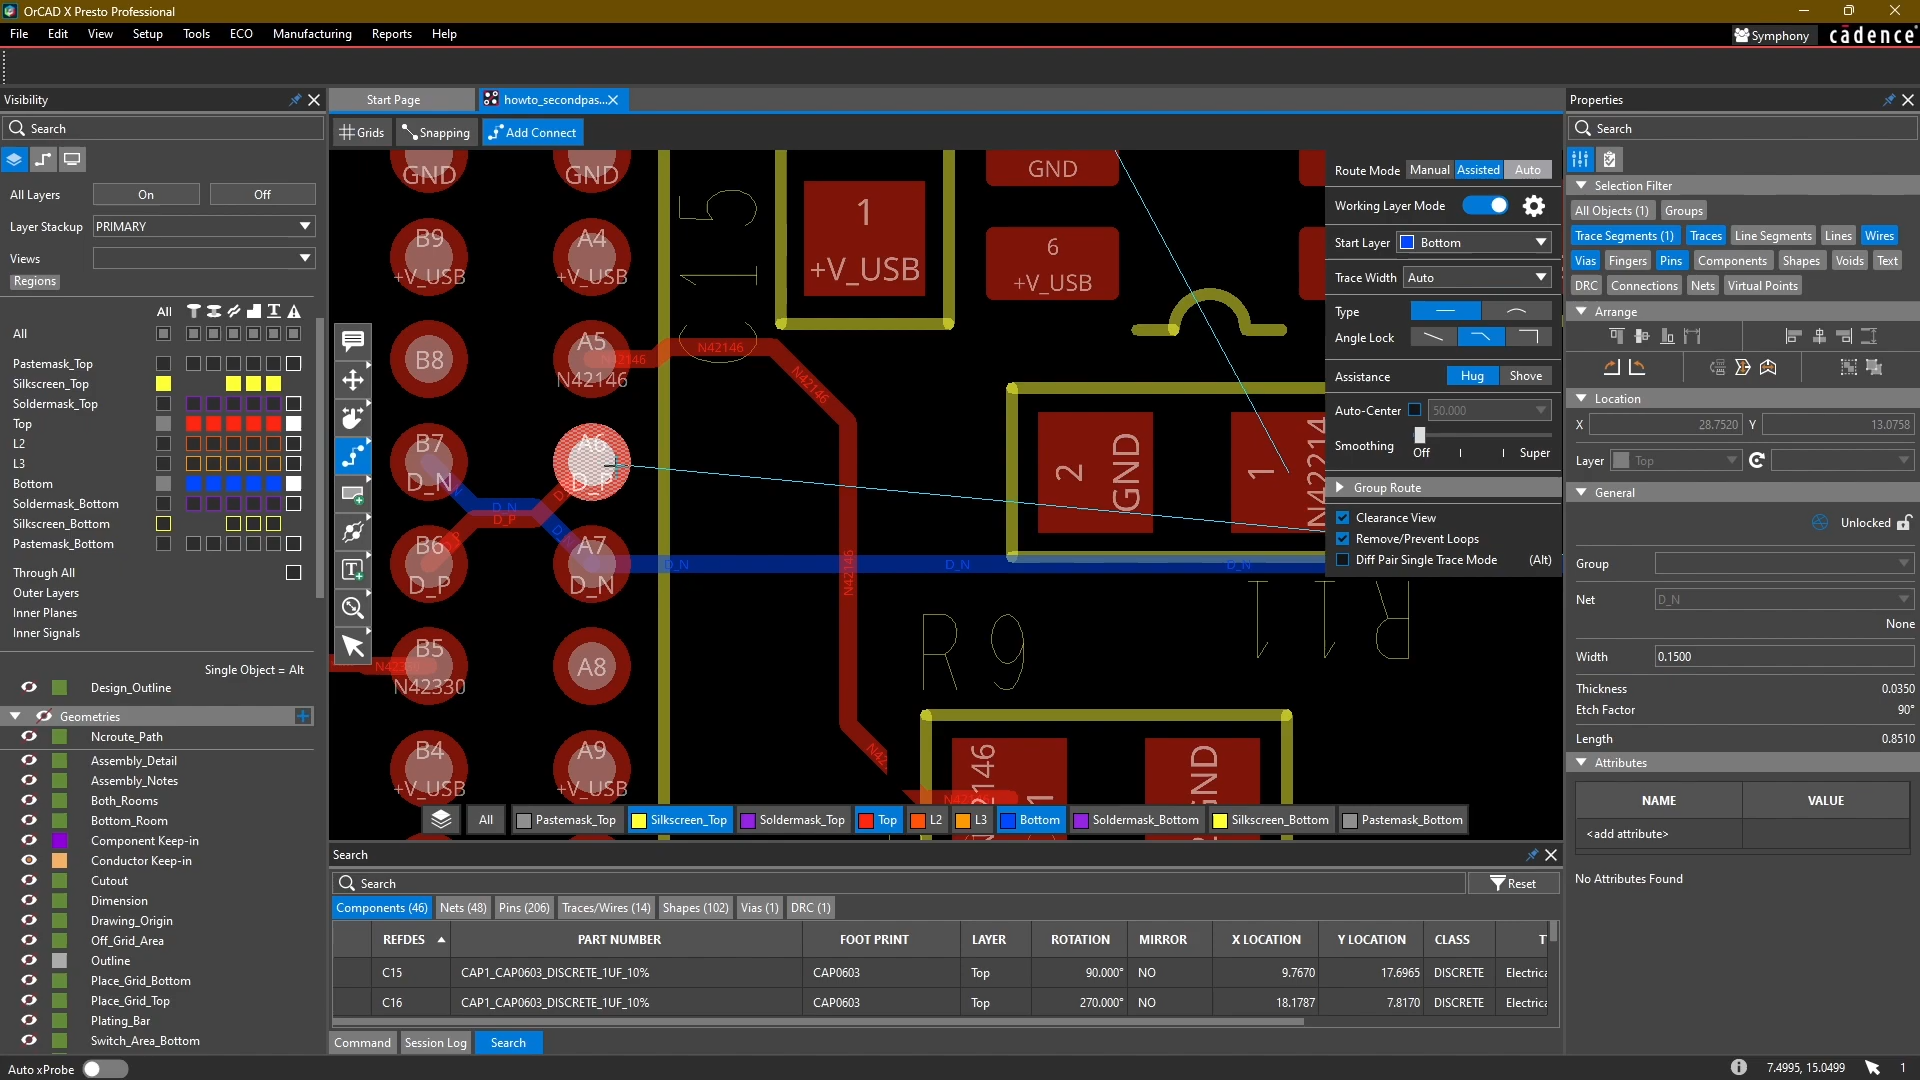 OrCAD X Presto Professional
File Edit View Setup Tools ECO Manufacturing Reports Help
Symphony cādence
Visibility
Search
All Layers On Off
Layer Stackup PRIMARY
Views
Regions
All
All
Pastemask_Top
Silkscreen_Top
Soldermask_Top
Top
L2
L3
Bottom
Soldermask_Bottom
Silkscreen_Bottom
Pastemask_Bottom
Through All
Outer Layers
Inner Planes
Inner Signals
Single Object = Alt
Design_Outline
Geometries
Ncroute_Path
Assembly_Detail
Assembly_Notes
Both_Rooms
Bottom_Room
Component Keep-in
Conductor Keep-in
Cutout
Dimension
Drawing_Origin
Off_Grid_Area
Outline
Place_Grid_Bottom
Place_Grid_Top
Plating_Bar
Switch_Area_Bottom
Auto xProbe
Start Page howto_secondpas...
Grids Snapping Add Connect
GND GND GND
B9 A4
+V_USB +V_USB
1
+V_USB
6
+V_USB
B8
A5
N42146
N42146
N42146
N42146
B7
D_N
A6
D_P
D_N
D_P
B6
D_P
A7
D_N
D_N D_N D_N
2 GND
1 N4214
B5
N42330
A8
R9
R11
B4
+V_USB
A9
+V_USB
N42146
GND
Route Mode Manual Assisted Auto
Working Layer Mode
Start Layer Bottom
Trace Width Auto
Type
Angle Lock
Assistance Hug Shove
Auto-Center 50.000
Smoothing
Off Super
Group Route
Clearance View
Remove/Prevent Loops
Diff Pair Single Trace Mode (Alt)
All Pastemask_Top Silkscreen_Top Soldermask_Top Top L2 L3 Bottom Soldermask_Bottom Silkscreen_Bottom Pastemask_Bottom
Search
Search Reset
Components (46) Nets (48) Pins (206) Traces/Wires (14) Shapes (102) Vias (1) DRC (1)
REFDES PART NUMBER FOOT PRINT LAYER ROTATION MIRROR X LOCATION Y LOCATION CLASS T
C15 CAP1_CAP0603_DISCRETE_1UF_10% CAP0603 Top 90.000° NO 9.7670 17.6965 DISCRETE Electrica
C16 CAP1_CAP0603_DISCRETE_1UF_10% CAP0603 Top 270.000° NO 18.1787 7.8170 DISCRETE Electrica
Command Session Log Search
Properties
Search
Selection Filter
All Objects (1) Groups
Trace Segments (1) Traces Line Segments Lines Wires
Vias Fingers Pins Components Shapes Voids Text
DRC Connections Nets Virtual Points
Arrange
Location
X 28.7520 Y 13.0758
Layer Top
General
Unlocked
Group
Net D_N
None
Width 0.1500
Thickness 0.0350
Etch Factor 90°
Length 0.8510
Attributes
NAME VALUE
<add attribute>
No Attributes Found
7.4995, 15.0499 1